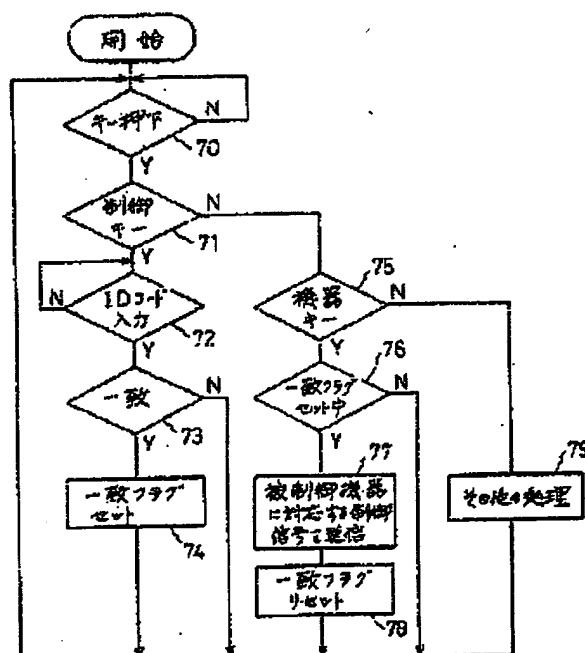 開始
キー押下
N
70
Y
制御
キー
N
71
Y
IDコード
入力
N
72
Y
一致
N
73
Y
一致フラグ
セット
74
75
機器
キー
N
Y
76
一致フラグ
セット中
N
Y
77
被制御機器
に対応する制御
信号を送信
一致フラグ
リセット
78
79
その他の処理